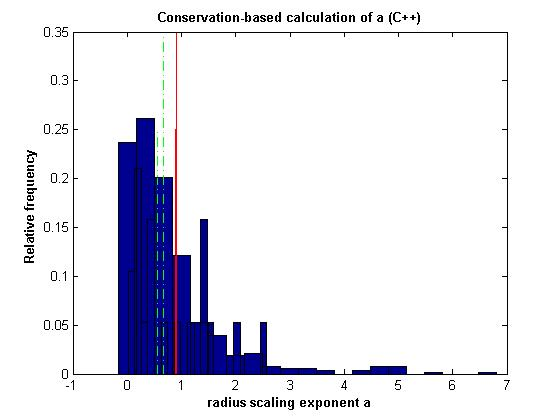 Conservation-based calculation of a (C++)
0.35
0.3
0.25
0.2
0.15
0.1
0.05
0
Relative frequency
-1 0 1 2 3 4 5 6 7
radius scaling exponent a